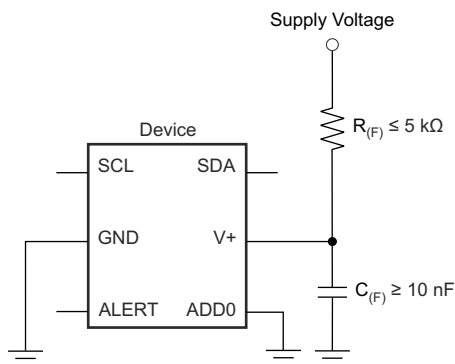 Supply Voltage
R(F) ≤ 5 kΩ
Device
SCL SDA
GND V+
C(F) ≥ 10 nF
ALERT ADD0